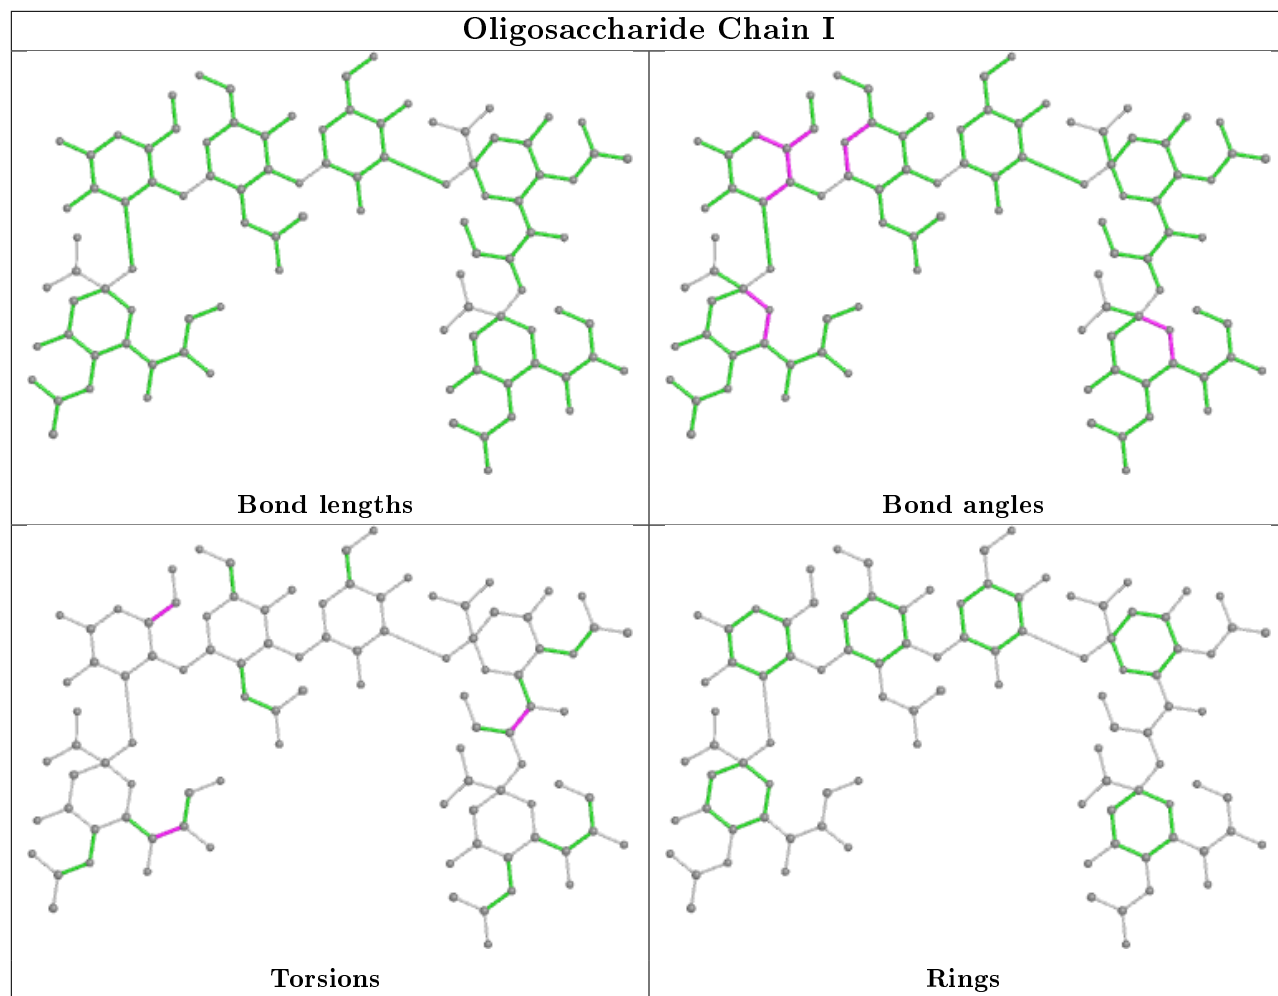 Oligosaccharide Chain I
Bond lengths
Bond angles
Torsions
Rings